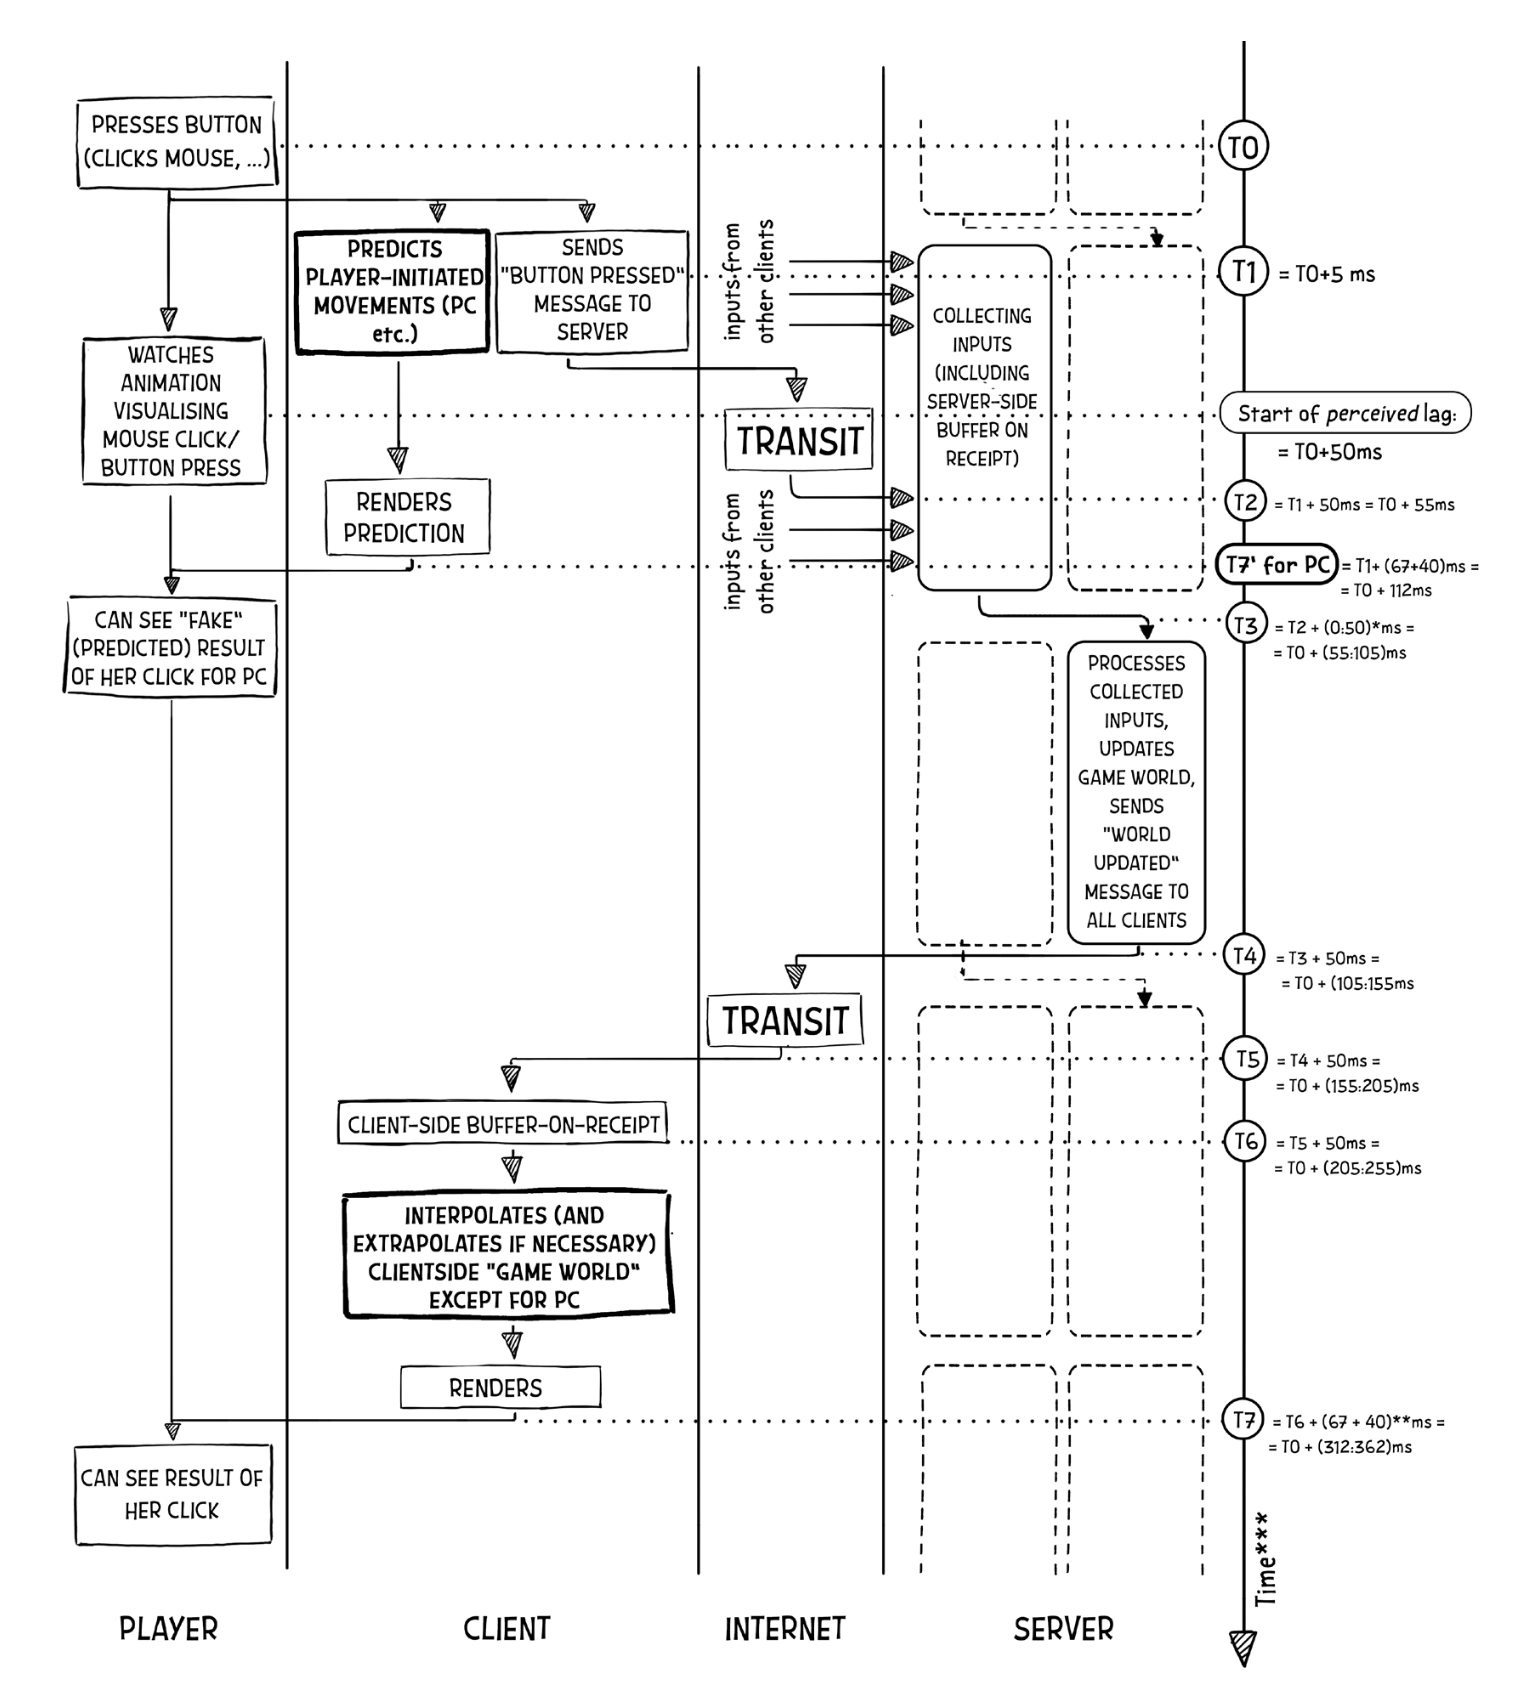 PRESSES BUTTON
(CLICKS MOUSE, ...)
T0
PREDICTS
PLAYER-INITIATED
MOVEMENTS (PC
etc.)
SENDS
"BUTTON PRESSED"
MESSAGE TO
SERVER
inputs from
other clients
T1
= T0+5 ms
COLLECTING
INPUTS
(INCLUDING
SERVER-SIDE
BUFFER ON
RECEIPT)
WATCHES
ANIMATION
VISUALISING
MOUSE CLICK/
BUTTON PRESS
TRANSIT
Start of perceived lag:
= T0+50ms
RENDERS
PREDICTION
inputs from
other clients
T2
= T1 + 50ms = T0 + 55ms
T7' for PC
= T1+ (67+40)ms =
= T0 + 112ms
CAN SEE "FAKE"
(PREDICTED) RESULT
OF HER CLICK FOR PC
T3
= T2 + (0:50)*ms =
= T0 + (55:105)ms
PROCESSES
COLLECTED
INPUTS,
UPDATES
GAME WORLD,
SENDS
"WORLD
UPDATED"
MESSAGE TO
ALL CLIENTS
T4
= T3 + 50ms =
= T0 + (105:155ms
TRANSIT
T5
= T4 + 50ms =
= T0 + (155:205)ms
CLIENT-SIDE BUFFER-ON-RECEIPT
T6
= T5 + 50ms =
= T0 + (205:255)ms
INTERPOLATES (AND
EXTRAPOLATES IF NECESSARY)
CLIENTSIDE "GAME WORLD"
EXCEPT FOR PC
RENDERS
T7
= T6 + (67 + 40)**ms =
= T0 + (312:362)ms
CAN SEE RESULT OF
HER CLICK
Time***
PLAYER
CLIENT
INTERNET
SERVER